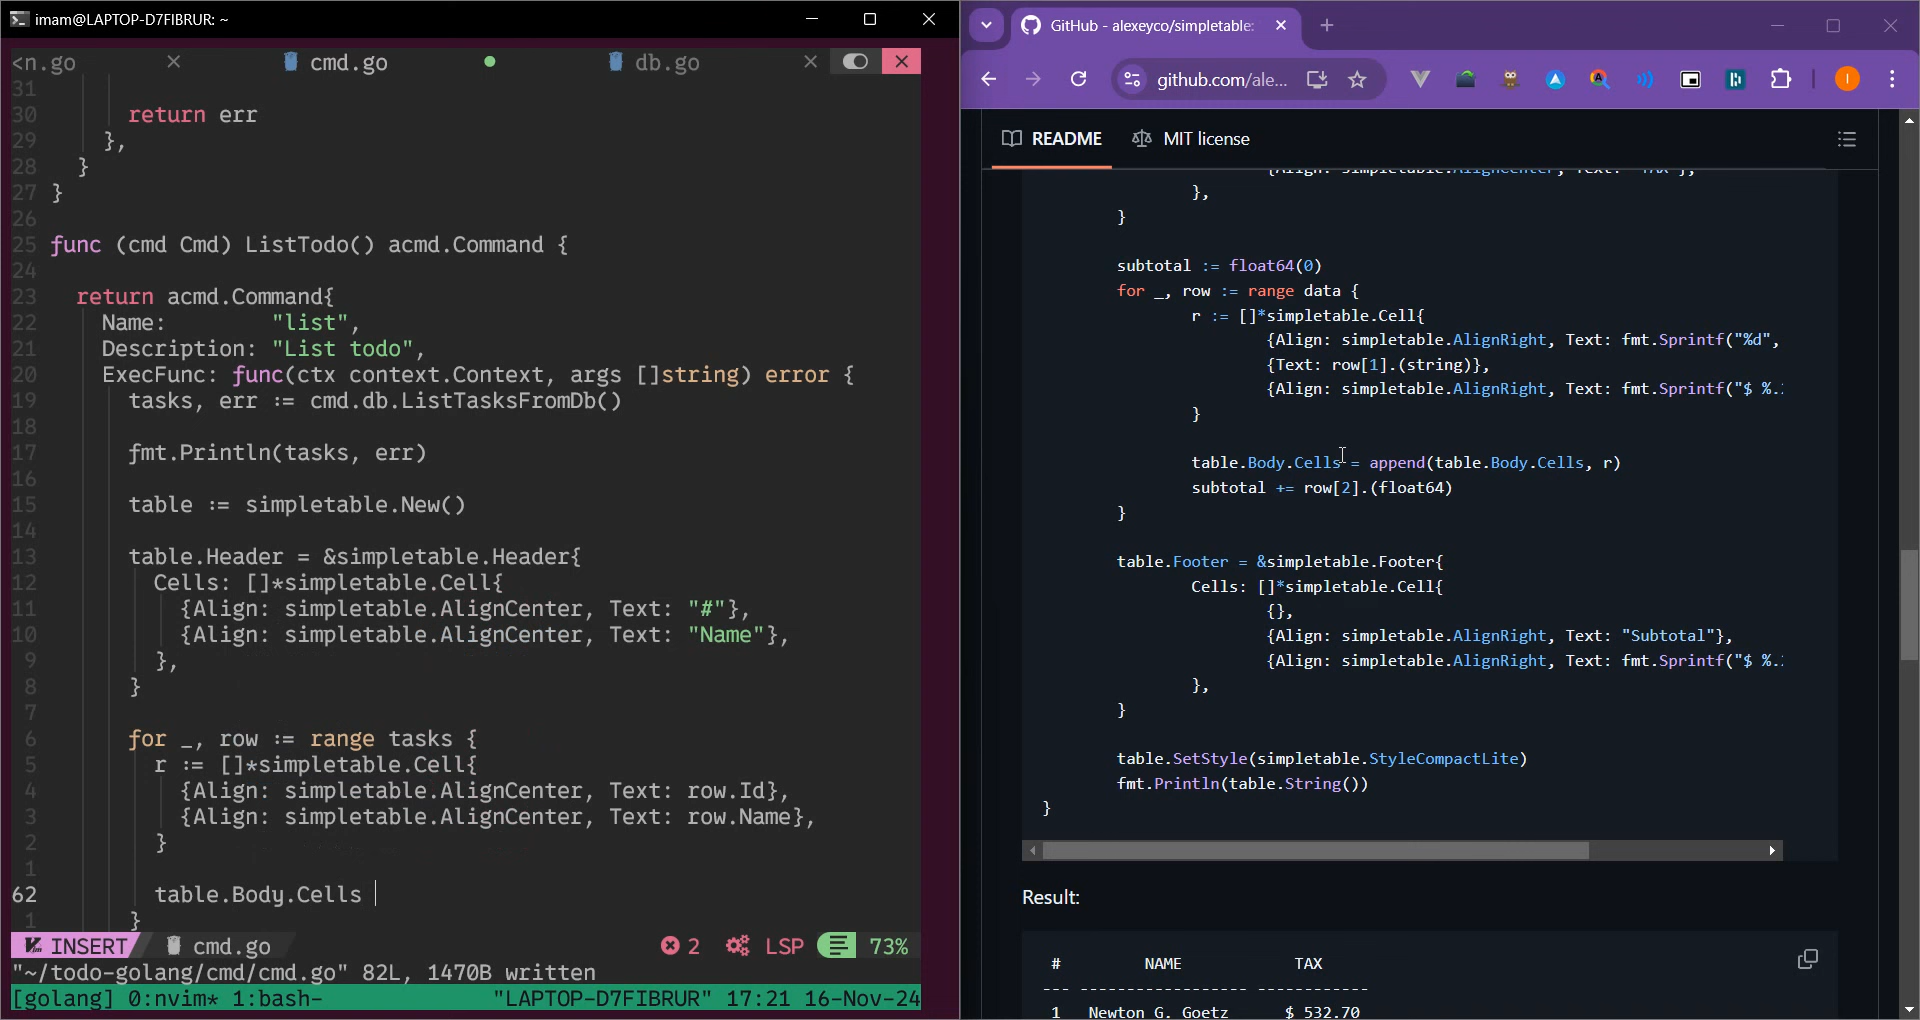 imam@LAPTOP-D7FIBRUR: ~
<n.go
cmd.go
db.go
31
30 return err
29 },
28 }
27 }
26
25 func (cmd Cmd) ListTodo() acmd.Command {
24
23 return acmd.Command{
22 Name: "list",
21 Description: "List todo",
20 ExecFunc: func(ctx context.Context, args []string) error {
19 tasks, err := cmd.db.ListTasksFromDb()
18
17 fmt.Println(tasks, err)
16
15 table := simpletable.New()
14
13 table.Header = &simpletable.Header{
12 Cells: []*simpletable.Cell{
11 {Align: simpletable.AlignCenter, Text: "#"},
10 {Align: simpletable.AlignCenter, Text: "Name"},
9 },
8 }
7
6 for _, row := range tasks {
5 r := []*simpletable.Cell{
4 {Align: simpletable.AlignCenter, Text: row.Id},
3 {Align: simpletable.AlignCenter, Text: row.Name},
2 }
1
62 table.Body.Cells
1 }
INSERT cmd.go 2 LSP 73%
"~/todo-golang/cmd/cmd.go" 82L, 1470B written
[golang] 0:nvim* 1:bash- "LAPTOP-D7FIBRUR" 17:21 16-Nov-24
GitHub - alexeyco/simpletable:
github.com/ale...
I
README
MIT license
},
}
subtotal := float64(0)
for _, row := range data {
r := []*simpletable.Cell{
{Align: simpletable.AlignRight, Text: fmt.Sprintf("%d",
{Text: row[1].(string)},
{Align: simpletable.AlignRight, Text: fmt.Sprintf("$ %.
}
table.Body.Cells = append(table.Body.Cells, r)
subtotal += row[2].(float64)
}
table.Footer = &simpletable.Footer{
Cells: []*simpletable.Cell{
{},
{Align: simpletable.AlignRight, Text: "Subtotal"},
{Align: simpletable.AlignRight, Text: fmt.Sprintf("$ %.
},
}
table.SetStyle(simpletable.StyleCompactLite)
fmt.Println(table.String())
}
Result:
# NAME TAX
--- ------------------ ------------
1 Newton G. Goetz $ 532.70